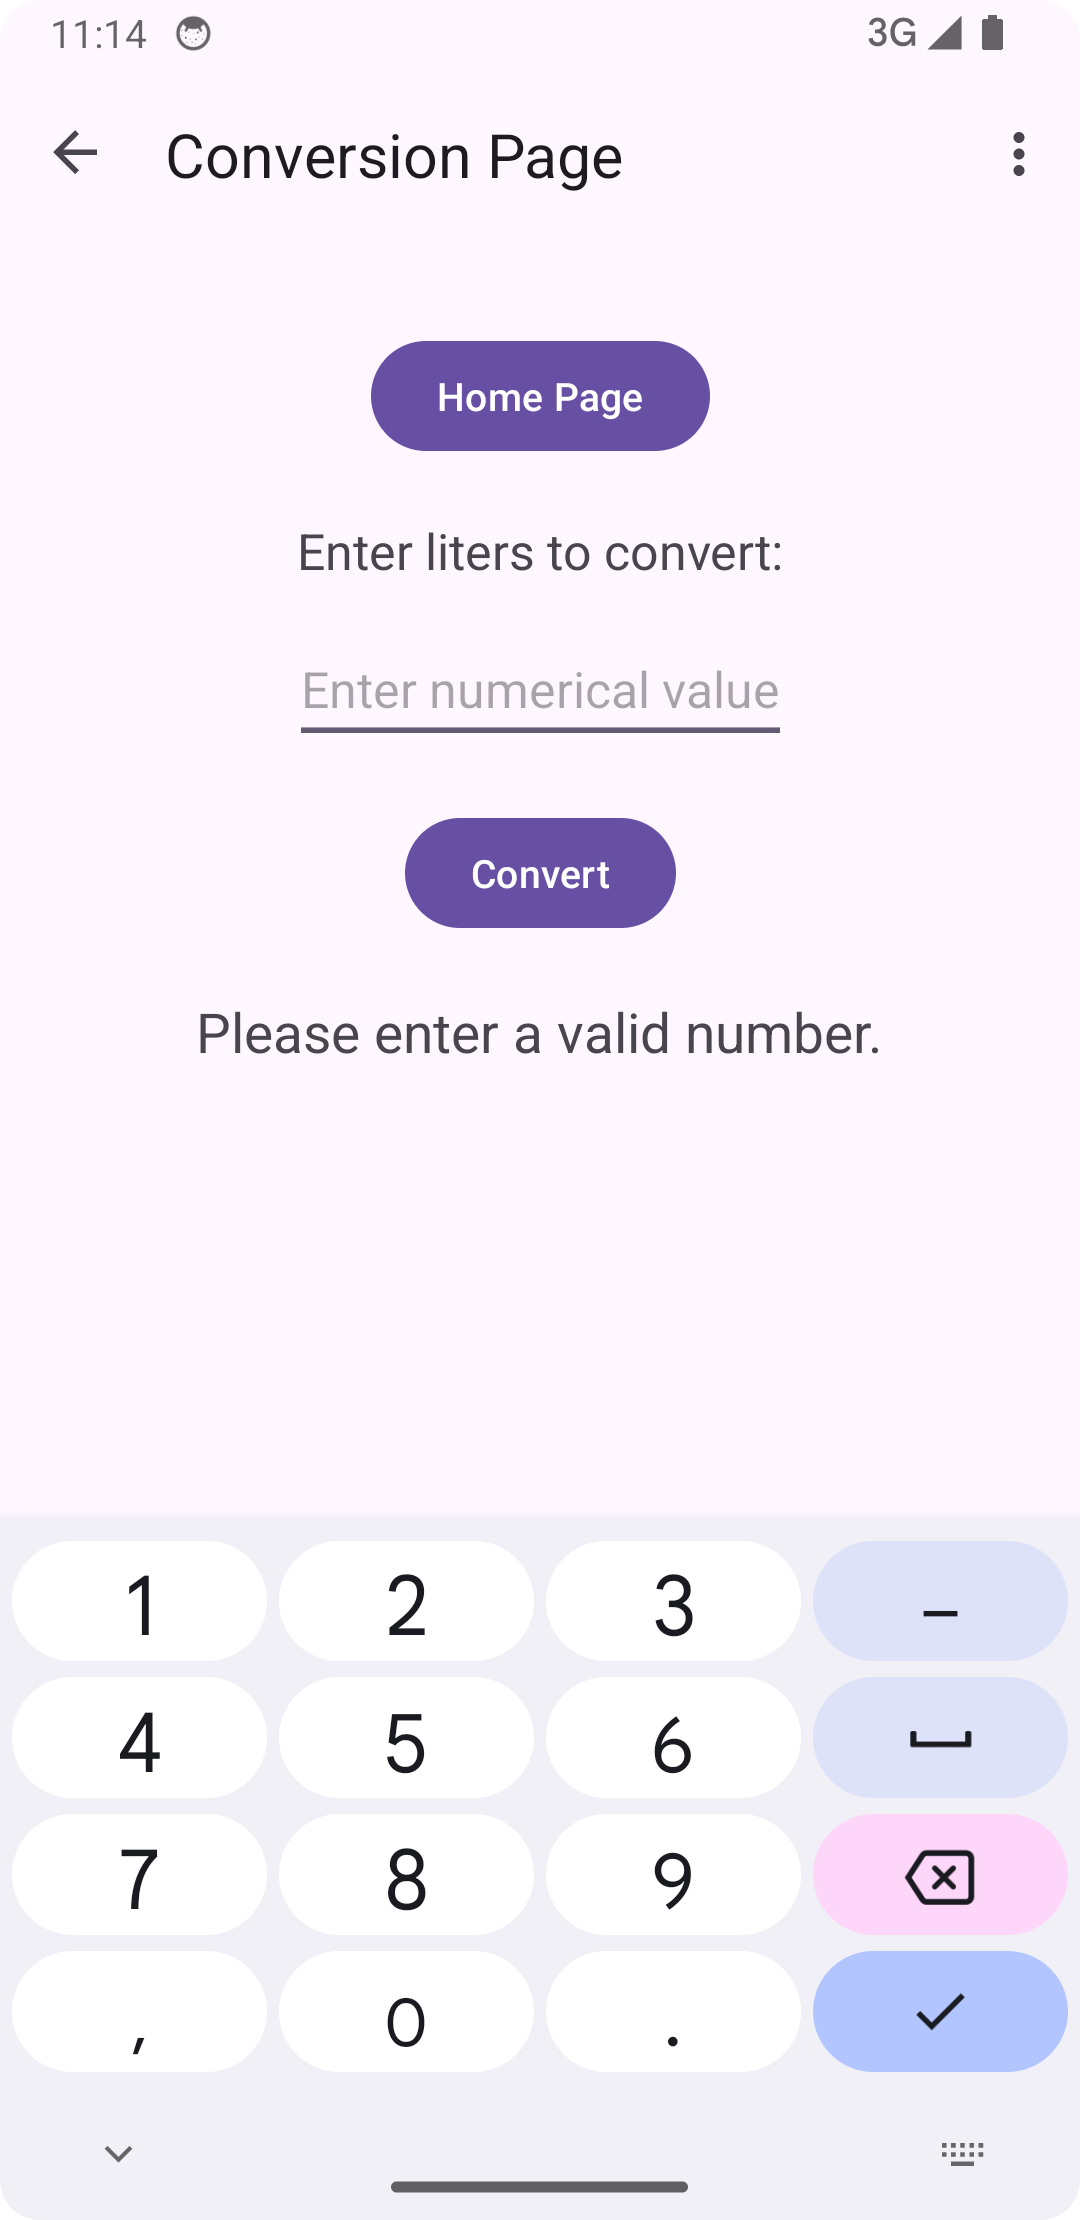 11:14 3G
Conversion Page
Home Page
Enter liters to convert:
Enter numerical value
Convert
Please enter a valid number.
1 2 3 –
4 5 6
7 8 9
, 0 .